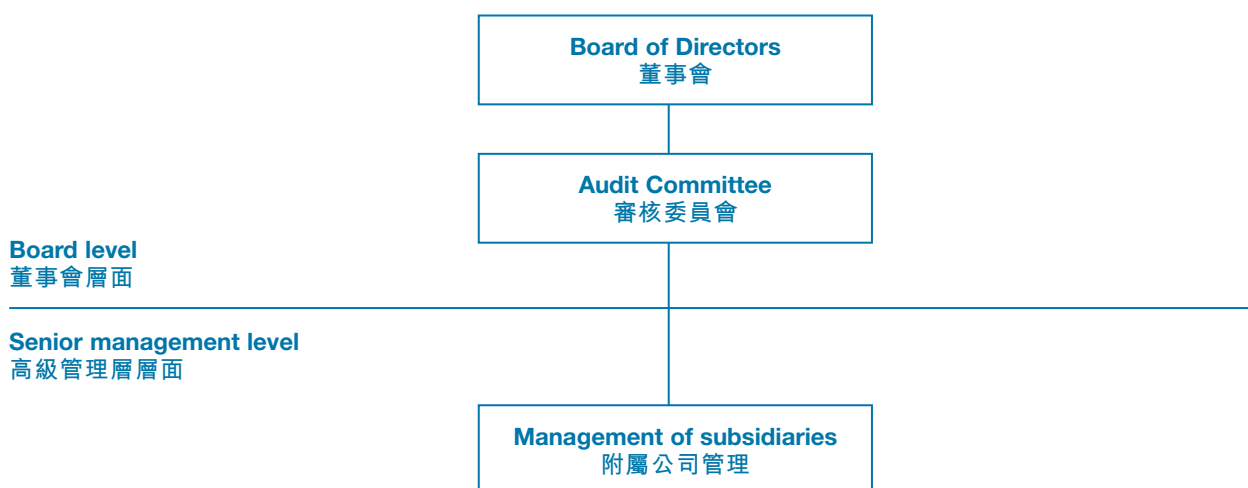 Board of Directors
董事會
Audit Committee
審核委員會
Board level
董事會層面
Senior management level
高級管理層層面
Management of subsidiaries
附屬公司管理